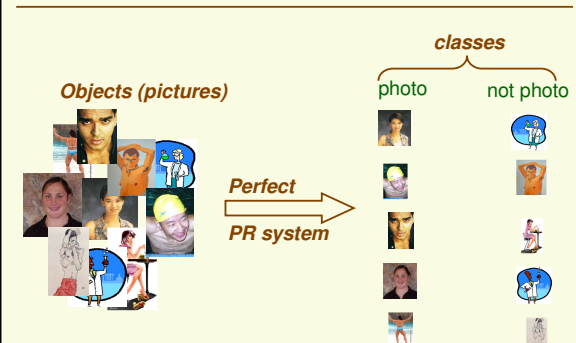 classes
Objects (pictures)
photo
not photo
Perfect
PR system